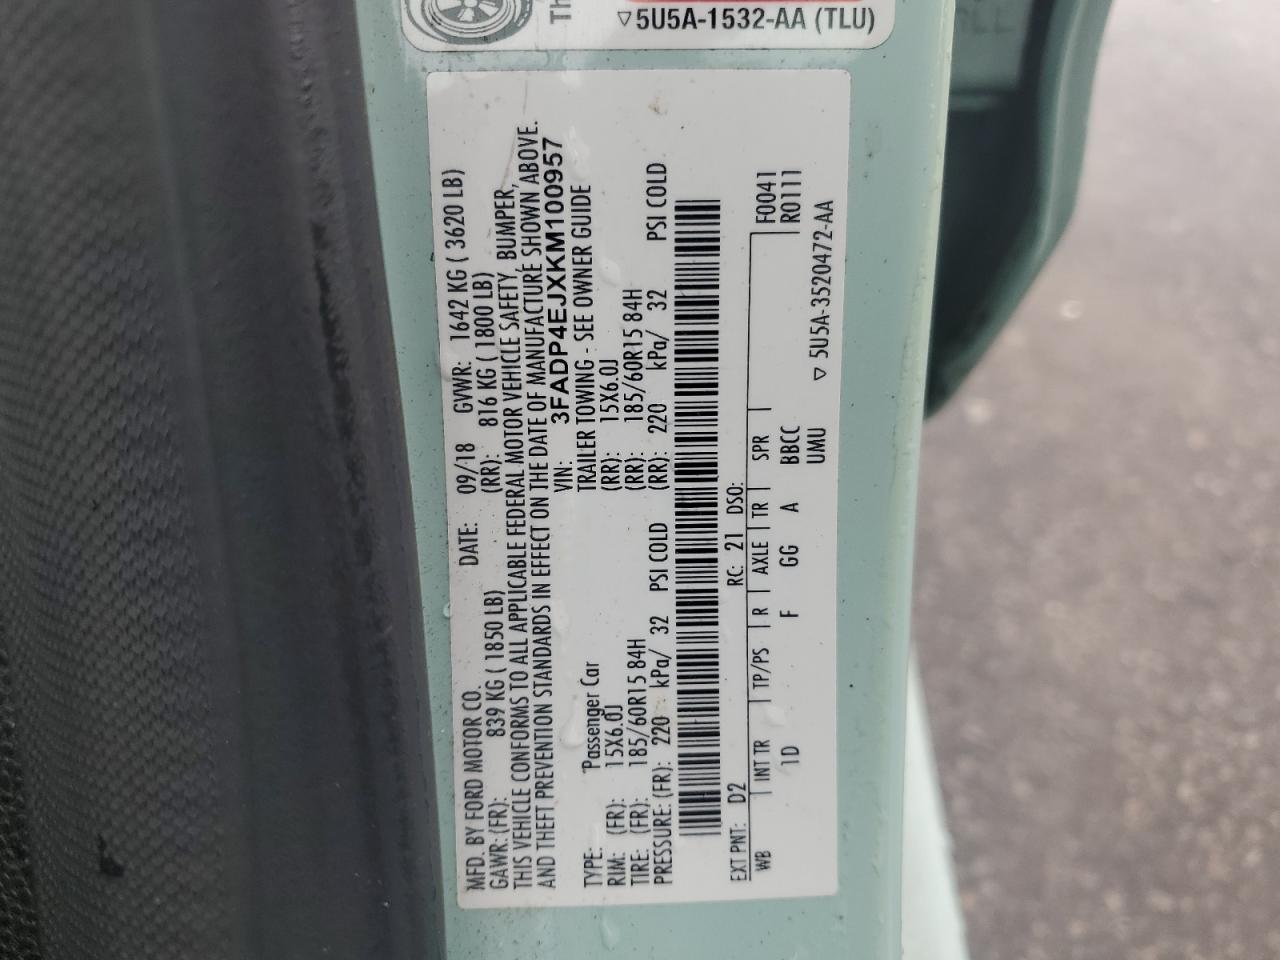 Th
▽5U5A-1532-AA (TLU)
MFD. BY FORD MOTOR CO. DATE: 09/18 GVWR: 1642 KG ( 3620 LB)
GAWR: (FR): 839 KG ( 1850 LB) (RR): 816 KG ( 1800 LB)
THIS VEHICLE CONFORMS TO ALL APPLICABLE FEDERAL MOTOR VEHICLE SAFETY, BUMPER,
AND THEFT PREVENTION STANDARDS IN EFFECT ON THE DATE OF MANUFACTURE SHOWN ABOVE.
VIN: 3FADP4EJXKM100957
TYPE: Passenger Car TRAILER TOWING - SEE OWNER GUIDE
RIM: (FR): 15X6.0J (RR): 15X6.0J
TIRE: (FR): 185/60R15 84H (RR): 185/60R15 84H
PRESSURE: (FR): 220 kPa/ 32 PSI COLD (RR): 220 kPa/ 32 PSI COLD
EXT PNT: D2 RC: 21 DSO:
WB INT TR TP/PS R AXLE TR SPR F0041
1D F GG A BBCC R0111
UMU
▽ 5U5A-3520472-AA